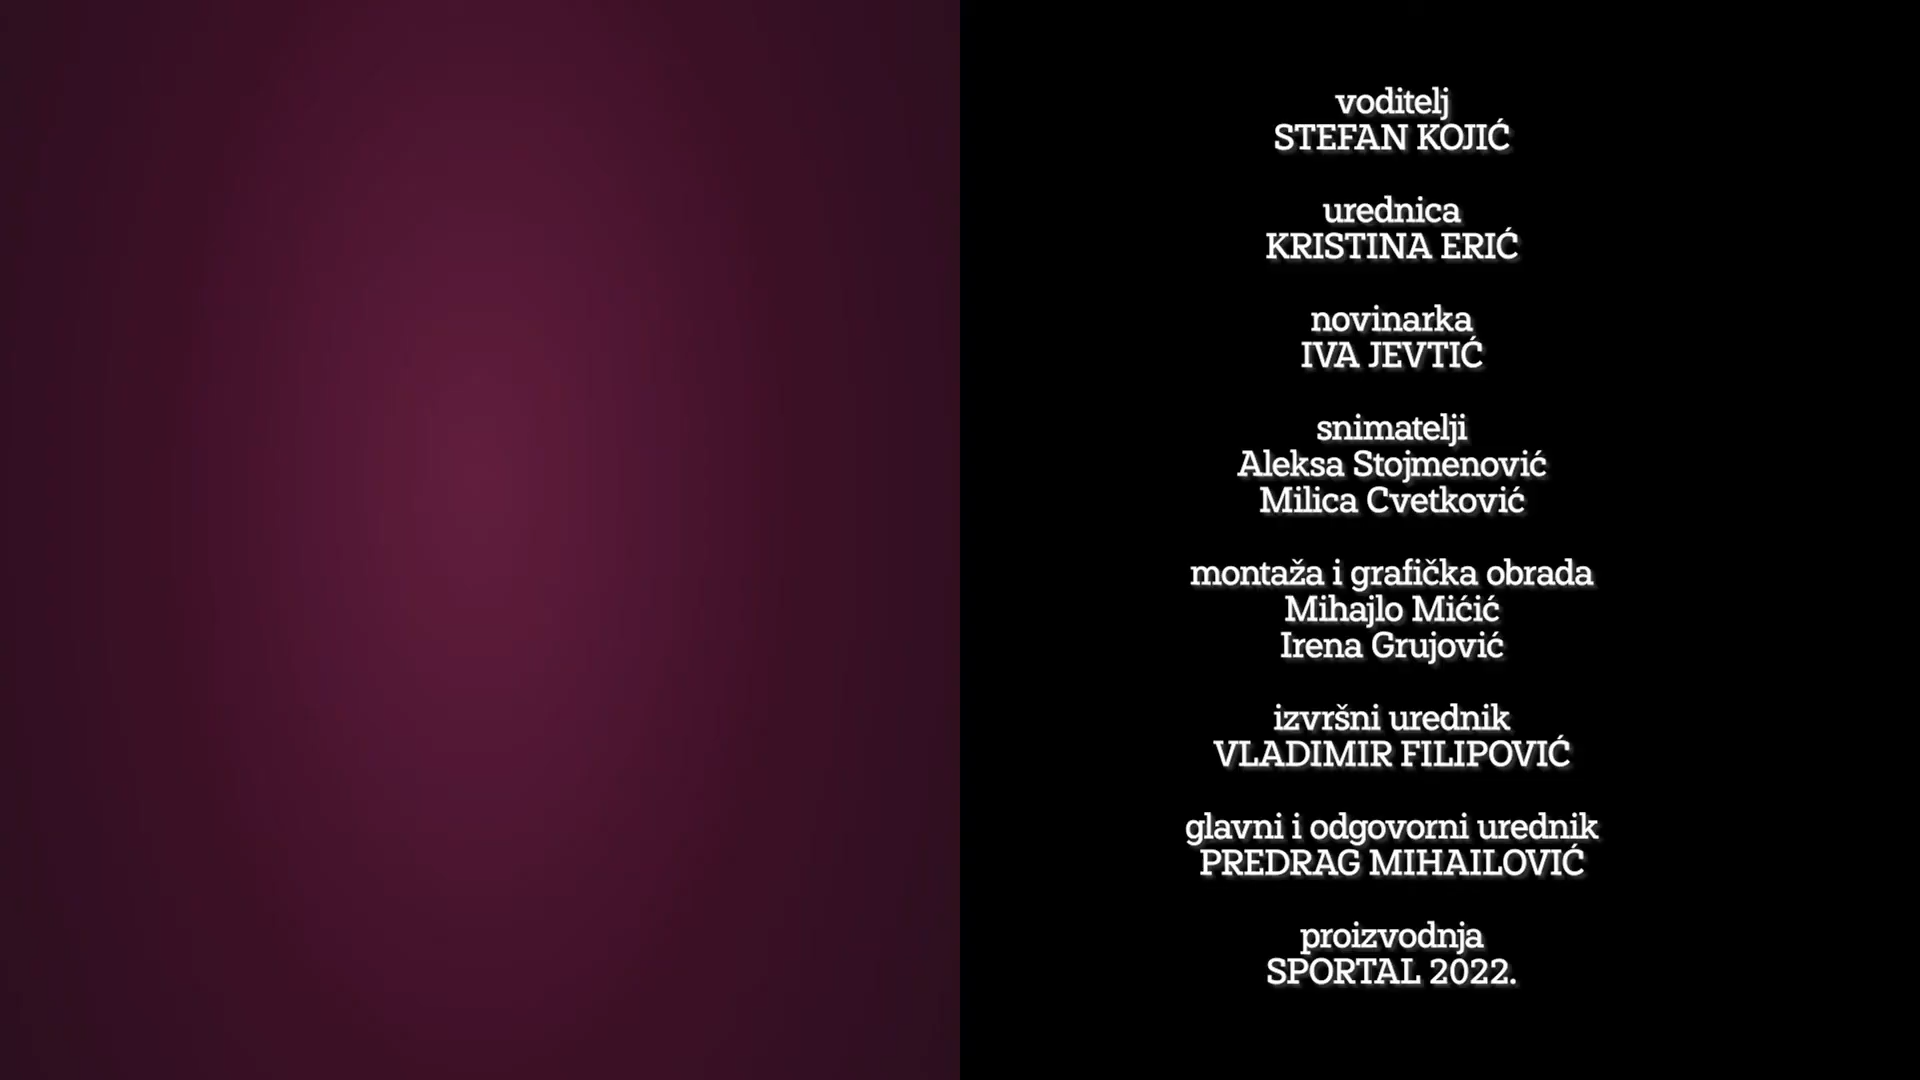 voditelj
STEFAN KOJIĆ
urednica
KRISTINA ERIĆ
novinarka
IVA JEVTIĆ
snimatelji
Aleksa Stojmenović
Milica Cvetković
montaža i grafička obrada
Mihajlo Mićić
Irena Grujović
izvršni urednik
VLADIMIR FILIPOVIĆ
glavni i odgovorni urednik
PREDRAG MIHAILOVIĆ
proizvodnja
SPORTAL 2022.